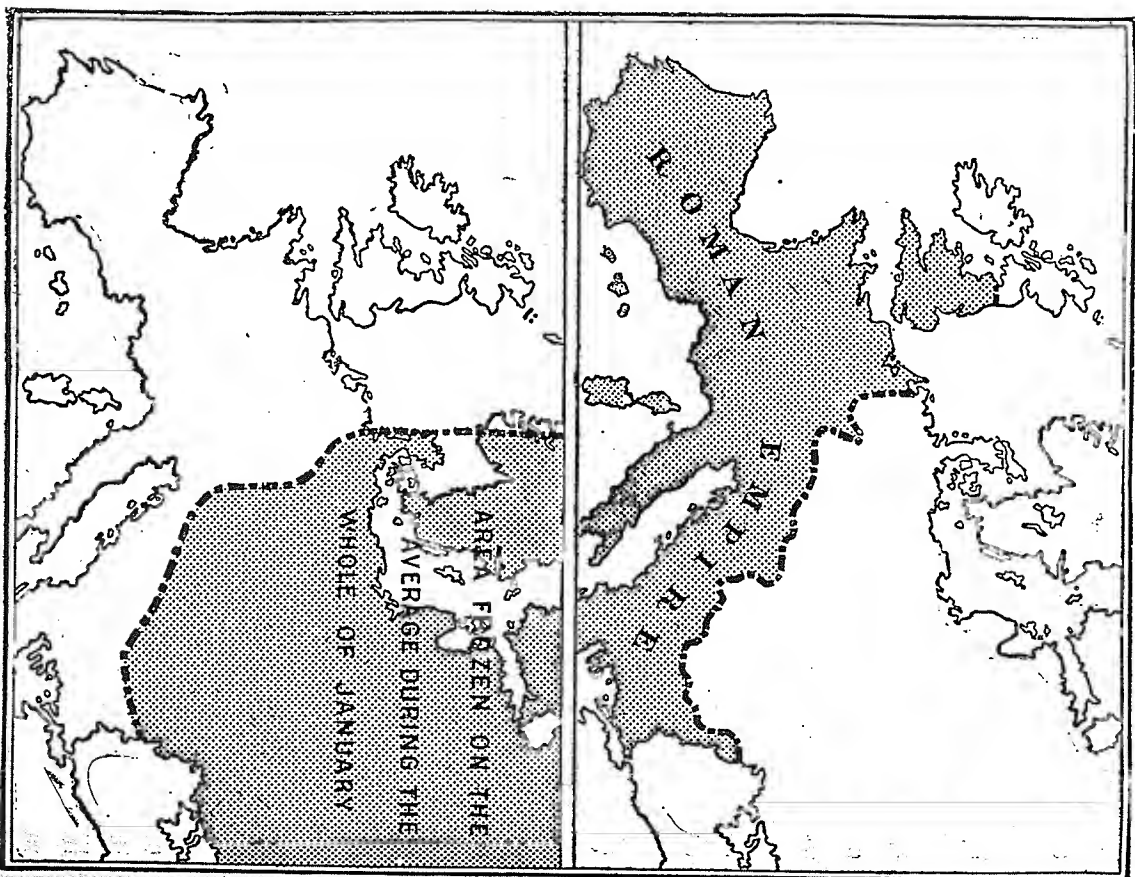 ROMAN EMPIRE
AREA FROZEN ON THE
AVERAGE DURING THE
WHOLE OF JANUARY